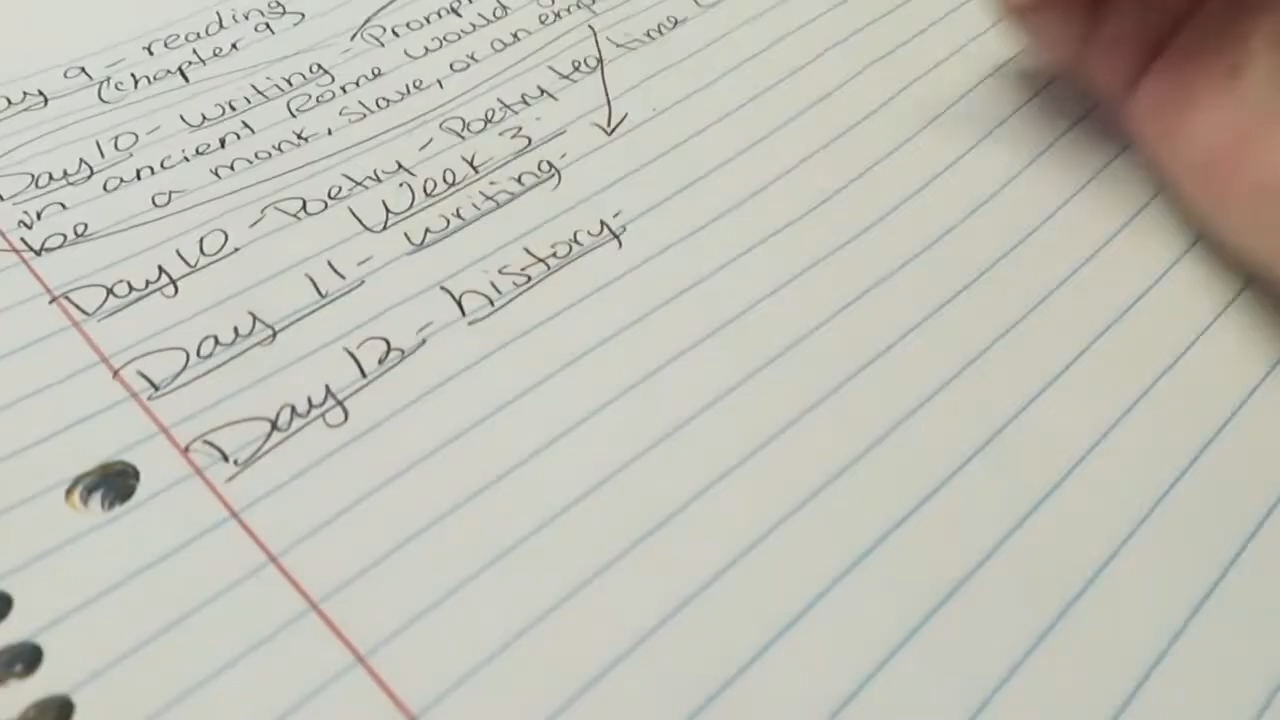 9 - reading
(chapter 9)
Day 10 - writing - Prompt
in ancient Rome would
be a monk, slave, or an emp
Day 10. - Poetry - Poetry tea time
Week 3.
Day 11 - writing -
Day 12 - history -